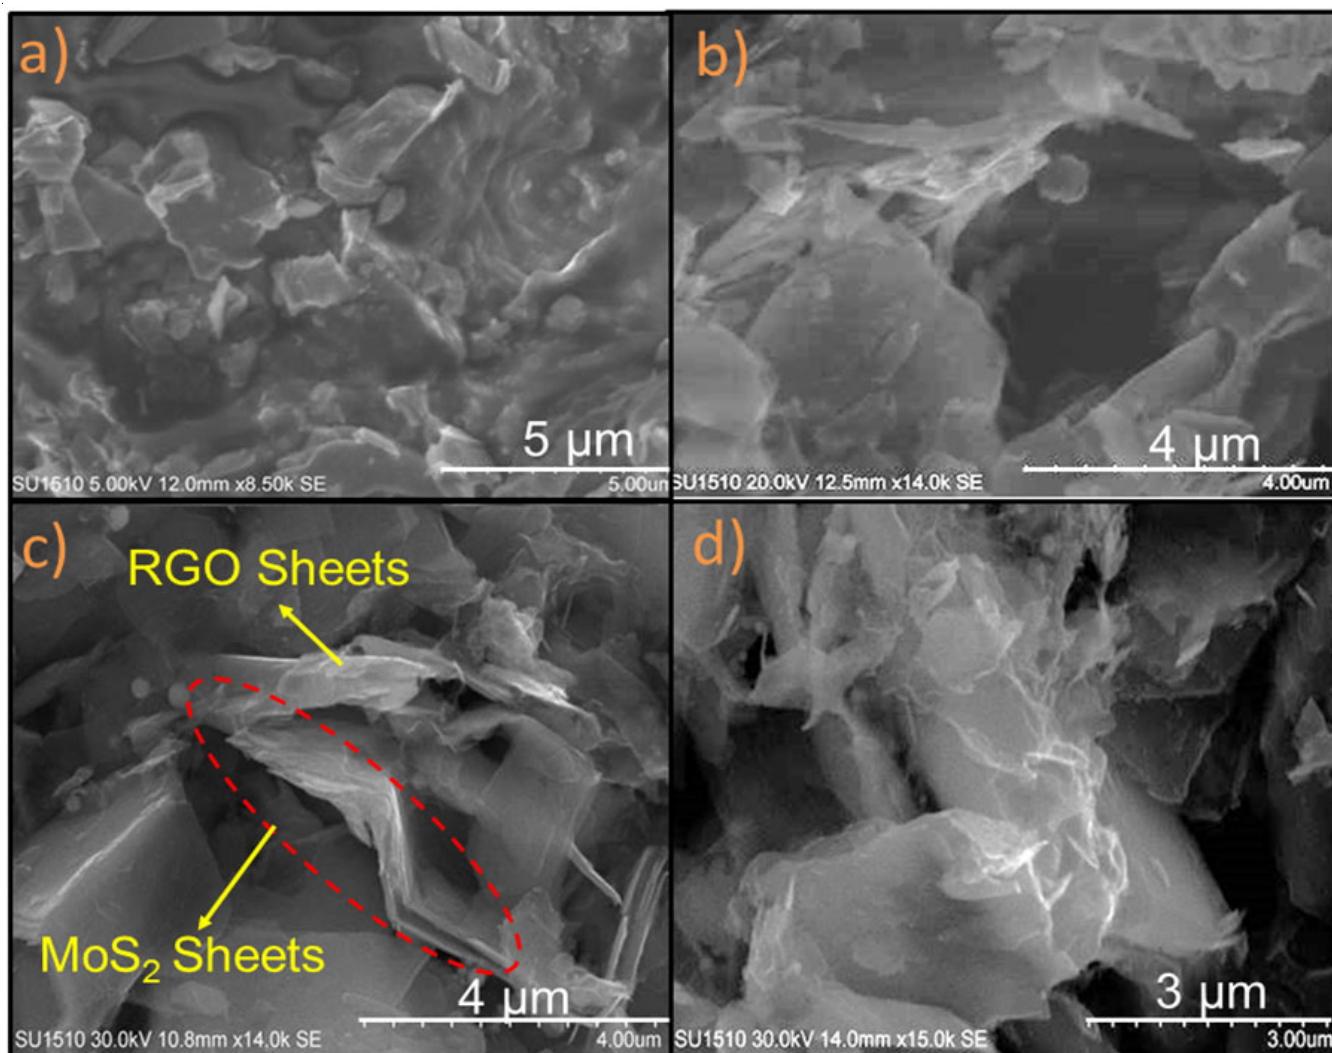 a)
5 μm
SU1510 5.00kV 12.0mm x8.50k SE 5.00um
b)
4 μm
SU1510 20.0kV 12.5mm x14.0k SE 4.00um
c)
RGO Sheets
MoS₂ Sheets
4 μm
SU1510 30.0kV 10.8mm x14.0k SE 4.00um
d)
3 μm
SU1510 30.0kV 14.0mm x15.0k SE 3.00um